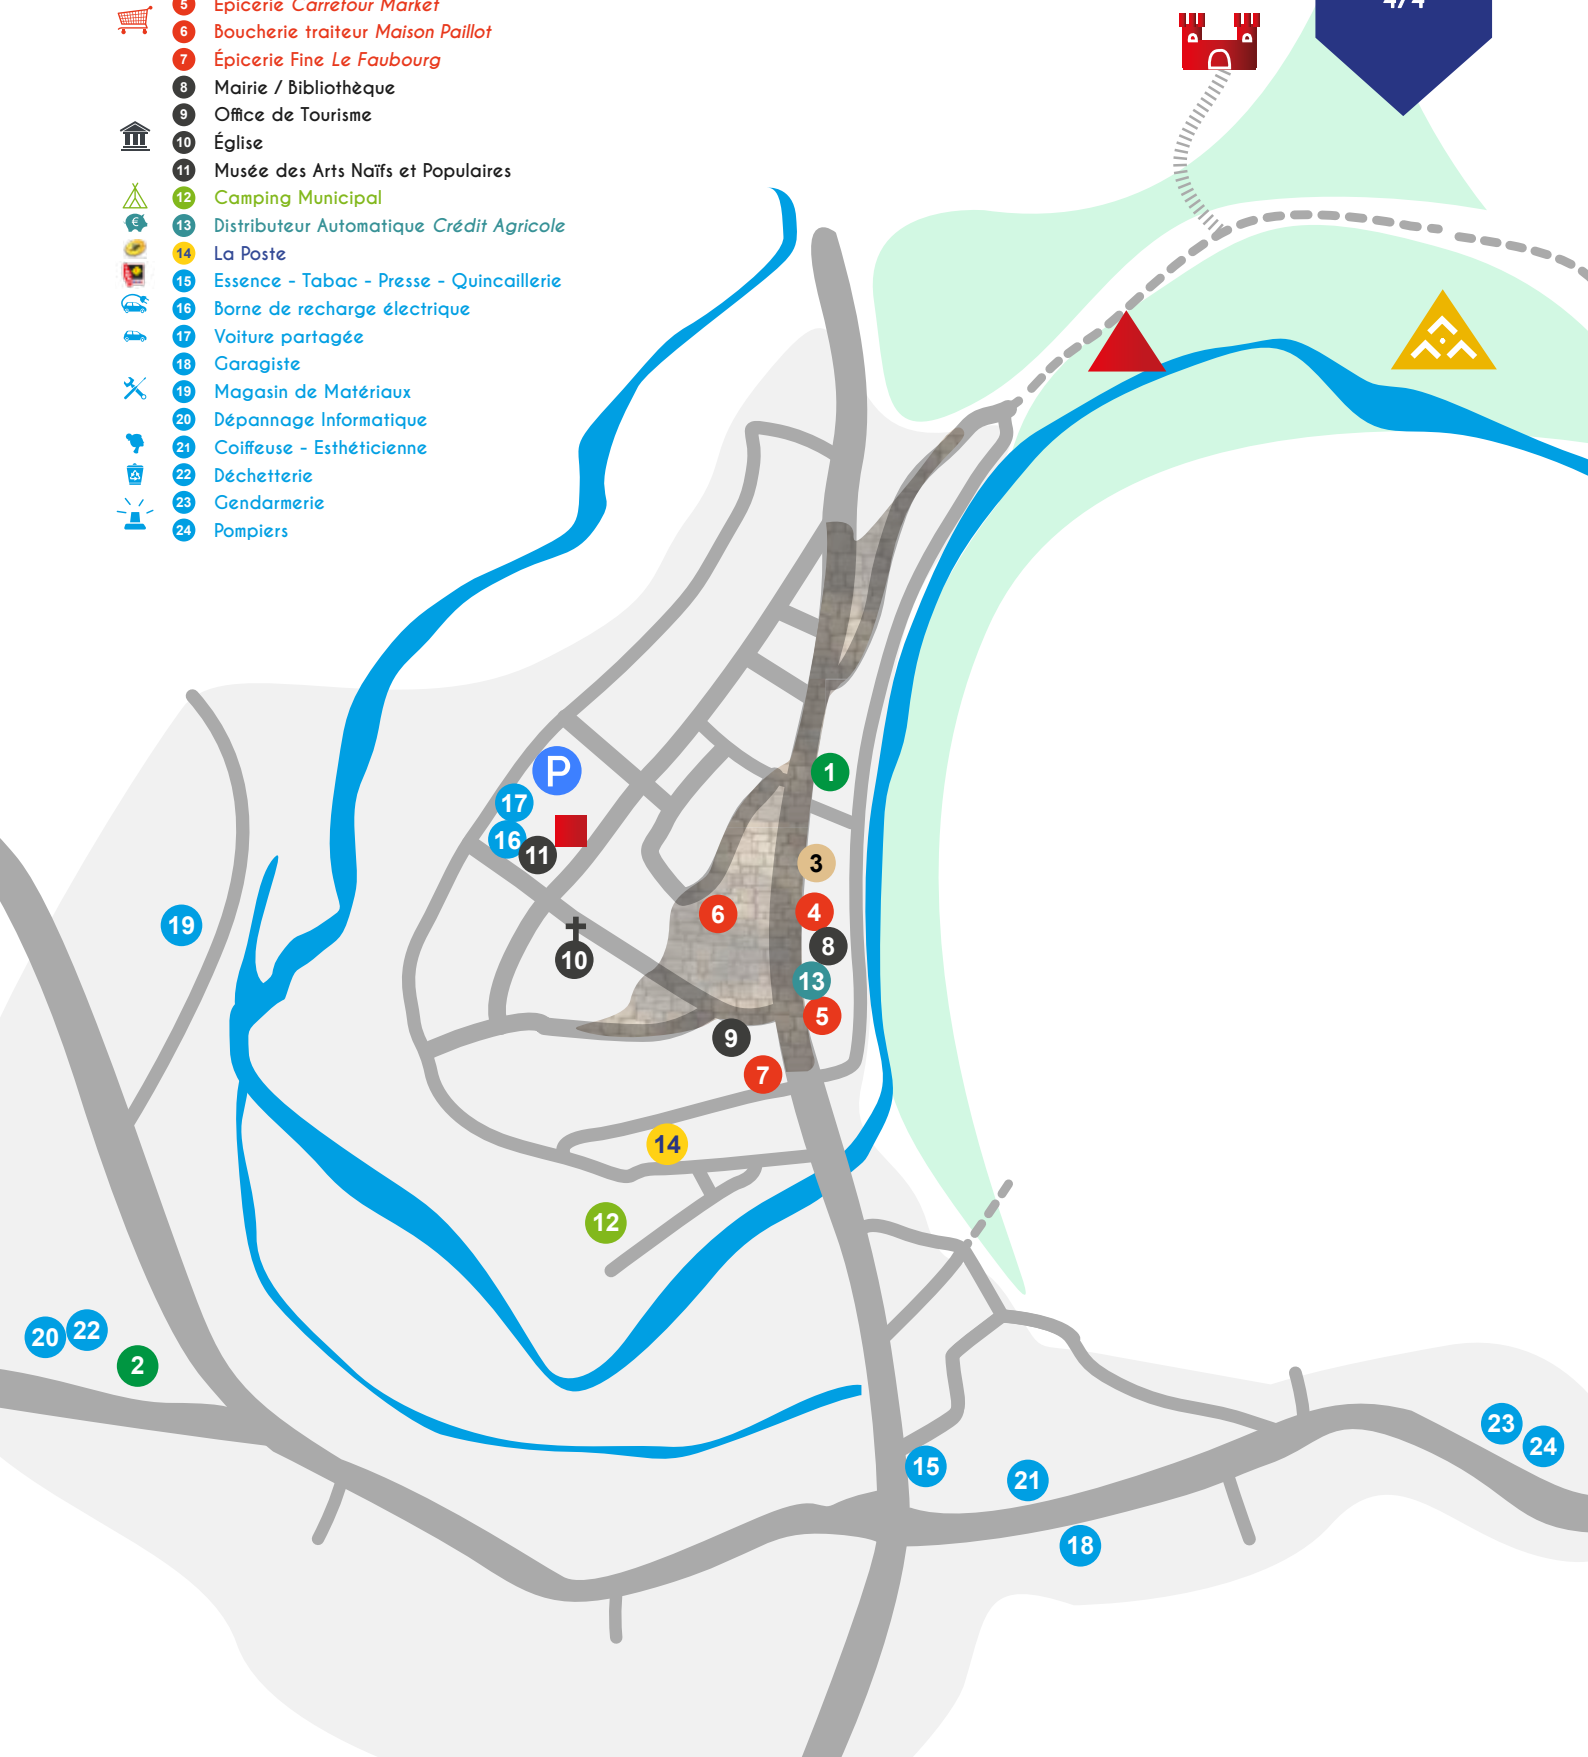 5 Épicerie Carrefour Market
6 Boucherie traiteur Maison Paillot
7 Épicerie Fine Le Faubourg
8 Mairie / Bibliothèque
9 Office de Tourisme
10 Église
11 Musée des Arts Naïfs et Populaires
12 Camping Municipal
13 Distributeur Automatique Crédit Agricole
14 La Poste
15 Essence - Tabac - Presse - Quincaillerie
16 Borne de recharge électrique
17 Voiture partagée
18 Garagiste
19 Magasin de Matériaux
20 Dépannage Informatique
21 Coiffeuse - Esthéticienne
22 Déchetterie
23 Gendarmerie
24 Pompiers
P
1
17
16
11
3
6
4
19
8
10
13
5
9
7
14
12
20
22
2
23
24
15
21
18